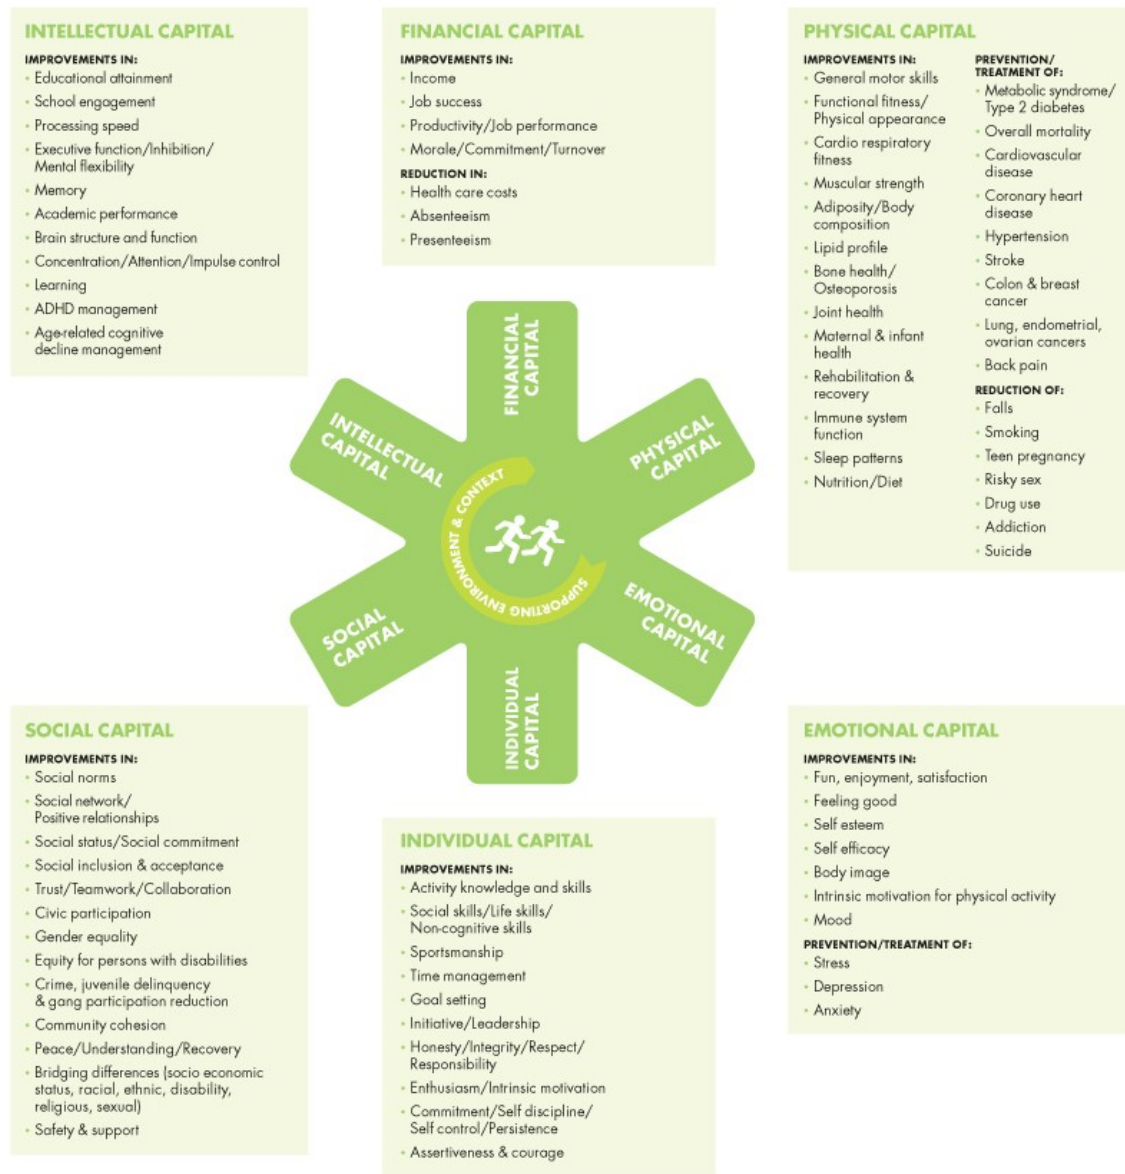 INTELLECTUAL CAPITAL
IMPROVEMENTS IN:
• Educational attainment
• School engagement
• Processing speed
• Executive function/Inhibition/
Mental flexibility
• Memory
• Academic performance
• Brain structure and function
• Concentration/Attention/Impulse control
• Learning
• ADHD management
• Age-related cognitive
decline management
FINANCIAL CAPITAL
IMPROVEMENTS IN:
• Income
• Job success
• Productivity/Job performance
• Morale/Commitment/Turnover
REDUCTION IN:
• Health care costs
• Absenteeism
• Presenteeism
PHYSICAL CAPITAL
IMPROVEMENTS IN:
• General motor skills
• Functional fitness/
Physical appearance
• Cardio respiratory
fitness
• Muscular strength
• Adiposity/Body
composition
• Lipid profile
• Bone health/
Osteoporosis
• Joint health
• Maternal & infant
health
• Rehabilitation &
recovery
• Immune system
function
• Sleep patterns
• Nutrition/Diet
PREVENTION/
TREATMENT OF:
• Metabolic syndrome/
Type 2 diabetes
• Overall mortality
• Cardiovascular
disease
• Coronary heart
disease
• Hypertension
• Stroke
• Colon & breast
cancer
• Lung, endometrial,
ovarian cancers
• Back pain
REDUCTION OF:
• Falls
• Smoking
• Teen pregnancy
• Risky sex
• Drug use
• Addiction
• Suicide
FINANCIAL
CAPITAL
INTELLECTUAL
CAPITAL
PHYSICAL
CAPITAL
SUPPORTING ENVIRONMENT & CONTEXT
SOCIAL
CAPITAL
EMOTIONAL
CAPITAL
INDIVIDUAL
CAPITAL
SOCIAL CAPITAL
IMPROVEMENTS IN:
• Social norms
• Social network/
Positive relationships
• Social status/Social commitment
• Social inclusion & acceptance
• Trust/Teamwork/Collaboration
• Civic participation
• Gender equality
• Equity for persons with disabilities
• Crime, juvenile delinquency
& gang participation reduction
• Community cohesion
• Peace/Understanding/Recovery
• Bridging differences (socio economic
status, racial, ethnic, disability,
religious, sexual)
• Safety & support
INDIVIDUAL CAPITAL
IMPROVEMENTS IN:
• Activity knowledge and skills
• Social skills/Life skills/
Non-cognitive skills
• Sportsmanship
• Time management
• Goal setting
• Initiative/Leadership
• Honesty/Integrity/Respect/
Responsibility
• Enthusiasm/Intrinsic motivation
• Commitment/Self discipline/
Self control/Persistence
• Assertiveness & courage
EMOTIONAL CAPITAL
IMPROVEMENTS IN:
• Fun, enjoyment, satisfaction
• Feeling good
• Self esteem
• Self efficacy
• Body image
• Intrinsic motivation for physical activity
• Mood
PREVENTION/TREATMENT OF:
• Stress
• Depression
• Anxiety